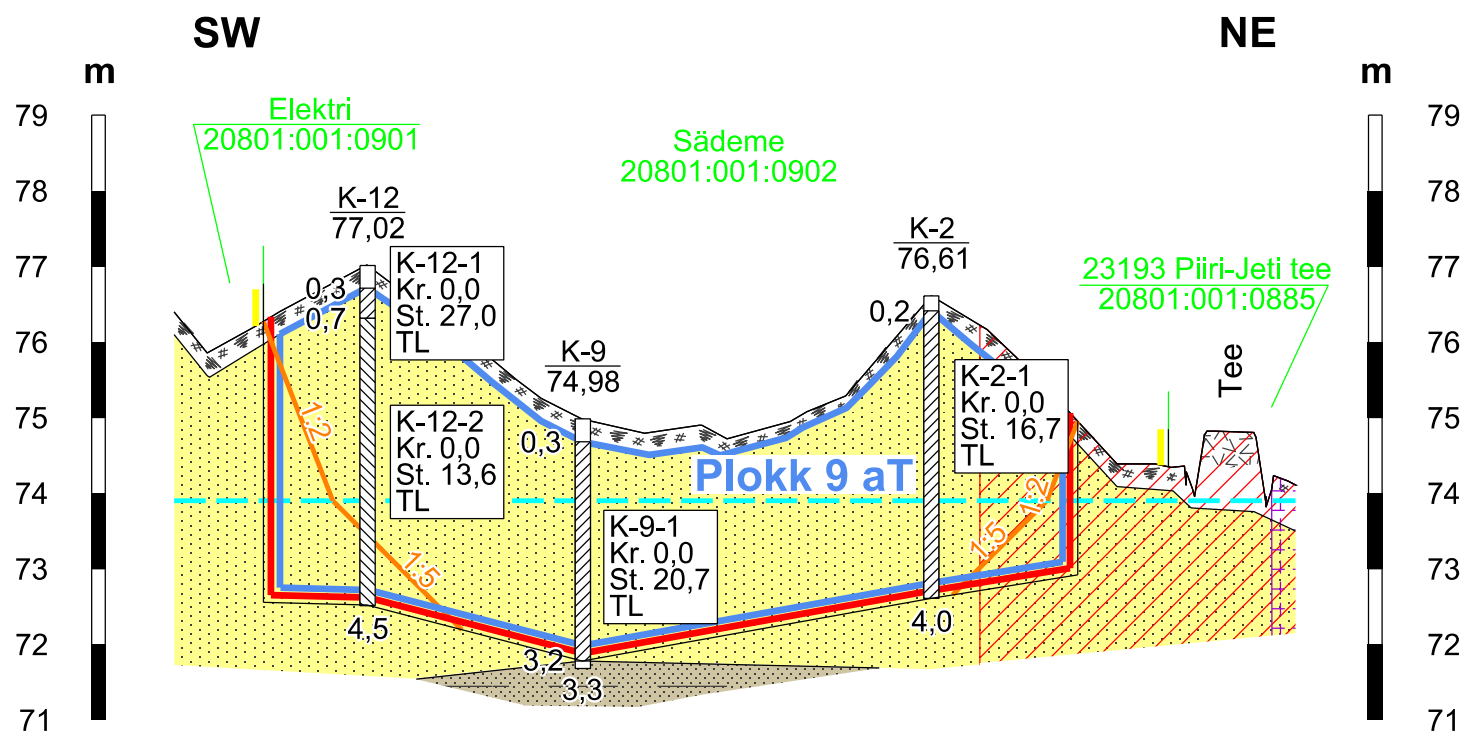 SW
NE
m
m
79
78
77
76
75
74
73
72
71
79
78
77
76
75
74
73
72
71
Elektri
20801:001:0901
Sädeme
20801:001:0902
23193 Piiri-Jeti tee
20801:001:0885
Tee
K-12
77,02
0,3
0,7
4,5
K-12-1
Kr. 0,0
St. 27,0
TL
K-12-2
Kr. 0,0
St. 13,6
TL
K-9
74,98
0,3
3,2
3,3
K-9-1
Kr. 0,0
St. 20,7
TL
Plokk 9 aT
K-2
76,61
0,2
4,0
K-2-1
Kr. 0,0
St. 16,7
TL
1:2
1:5
1:2
1:5